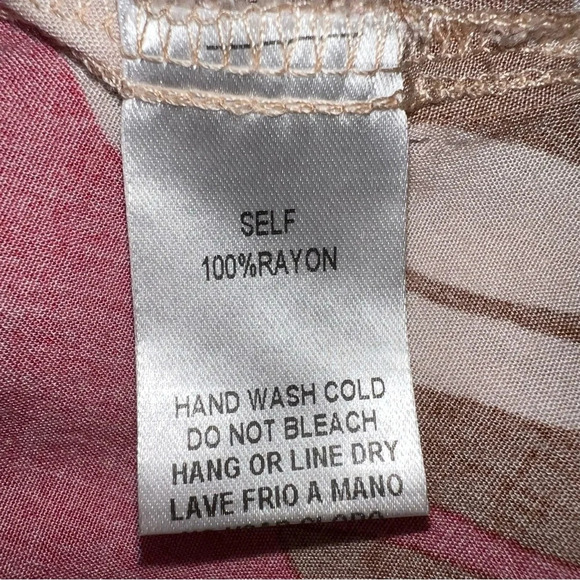 SELF
100%RAYON
HAND WASH COLD
DO NOT BLEACH
HANG OR LINE DRY
LAVE FRIO A MANO